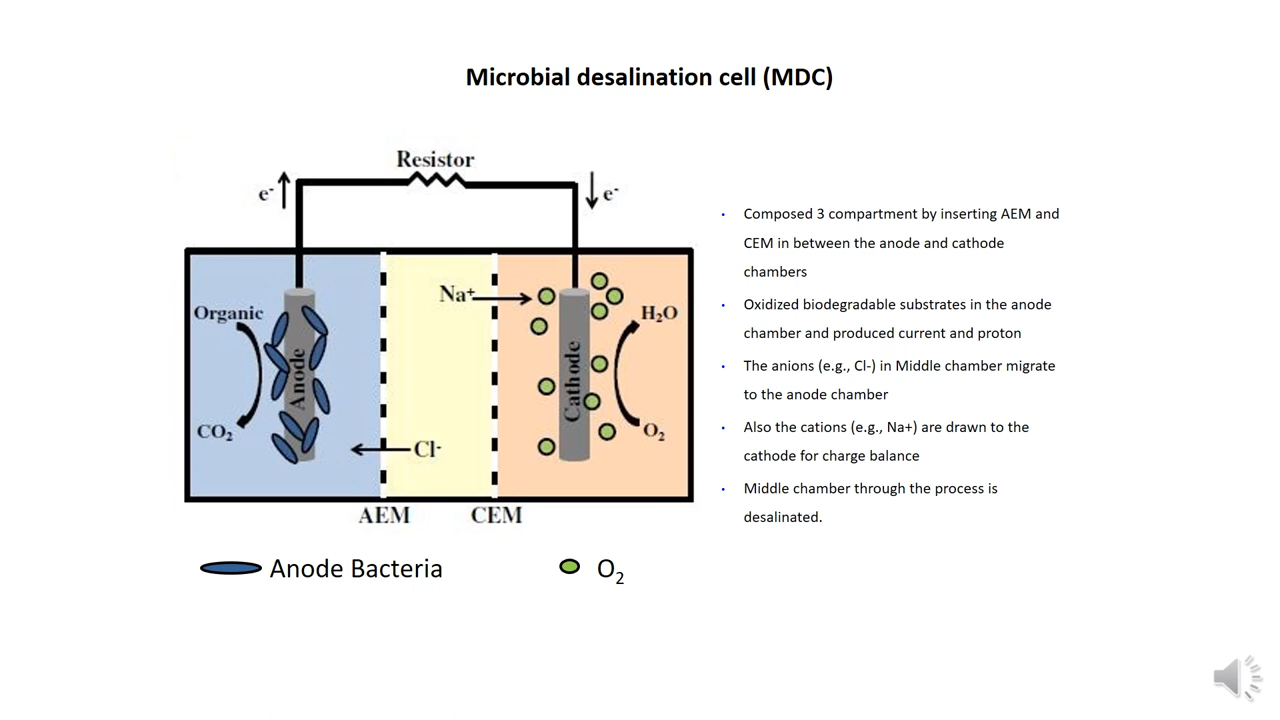 Microbial desalination cell (MDC)
Resistor
e-
e-
Organic
CO2
Anode
Na+
Cl-
Cathode
H2O
O2
AEM
CEM
Anode Bacteria
O2
• Composed 3 compartment by inserting AEM and
CEM in between the anode and cathode
chambers
• Oxidized biodegradable substrates in the anode
chamber and produced current and proton
• The anions (e.g., Cl-) in Middle chamber migrate
to the anode chamber
• Also the cations (e.g., Na+) are drawn to the
cathode for charge balance
• Middle chamber through the process is
desalinated.